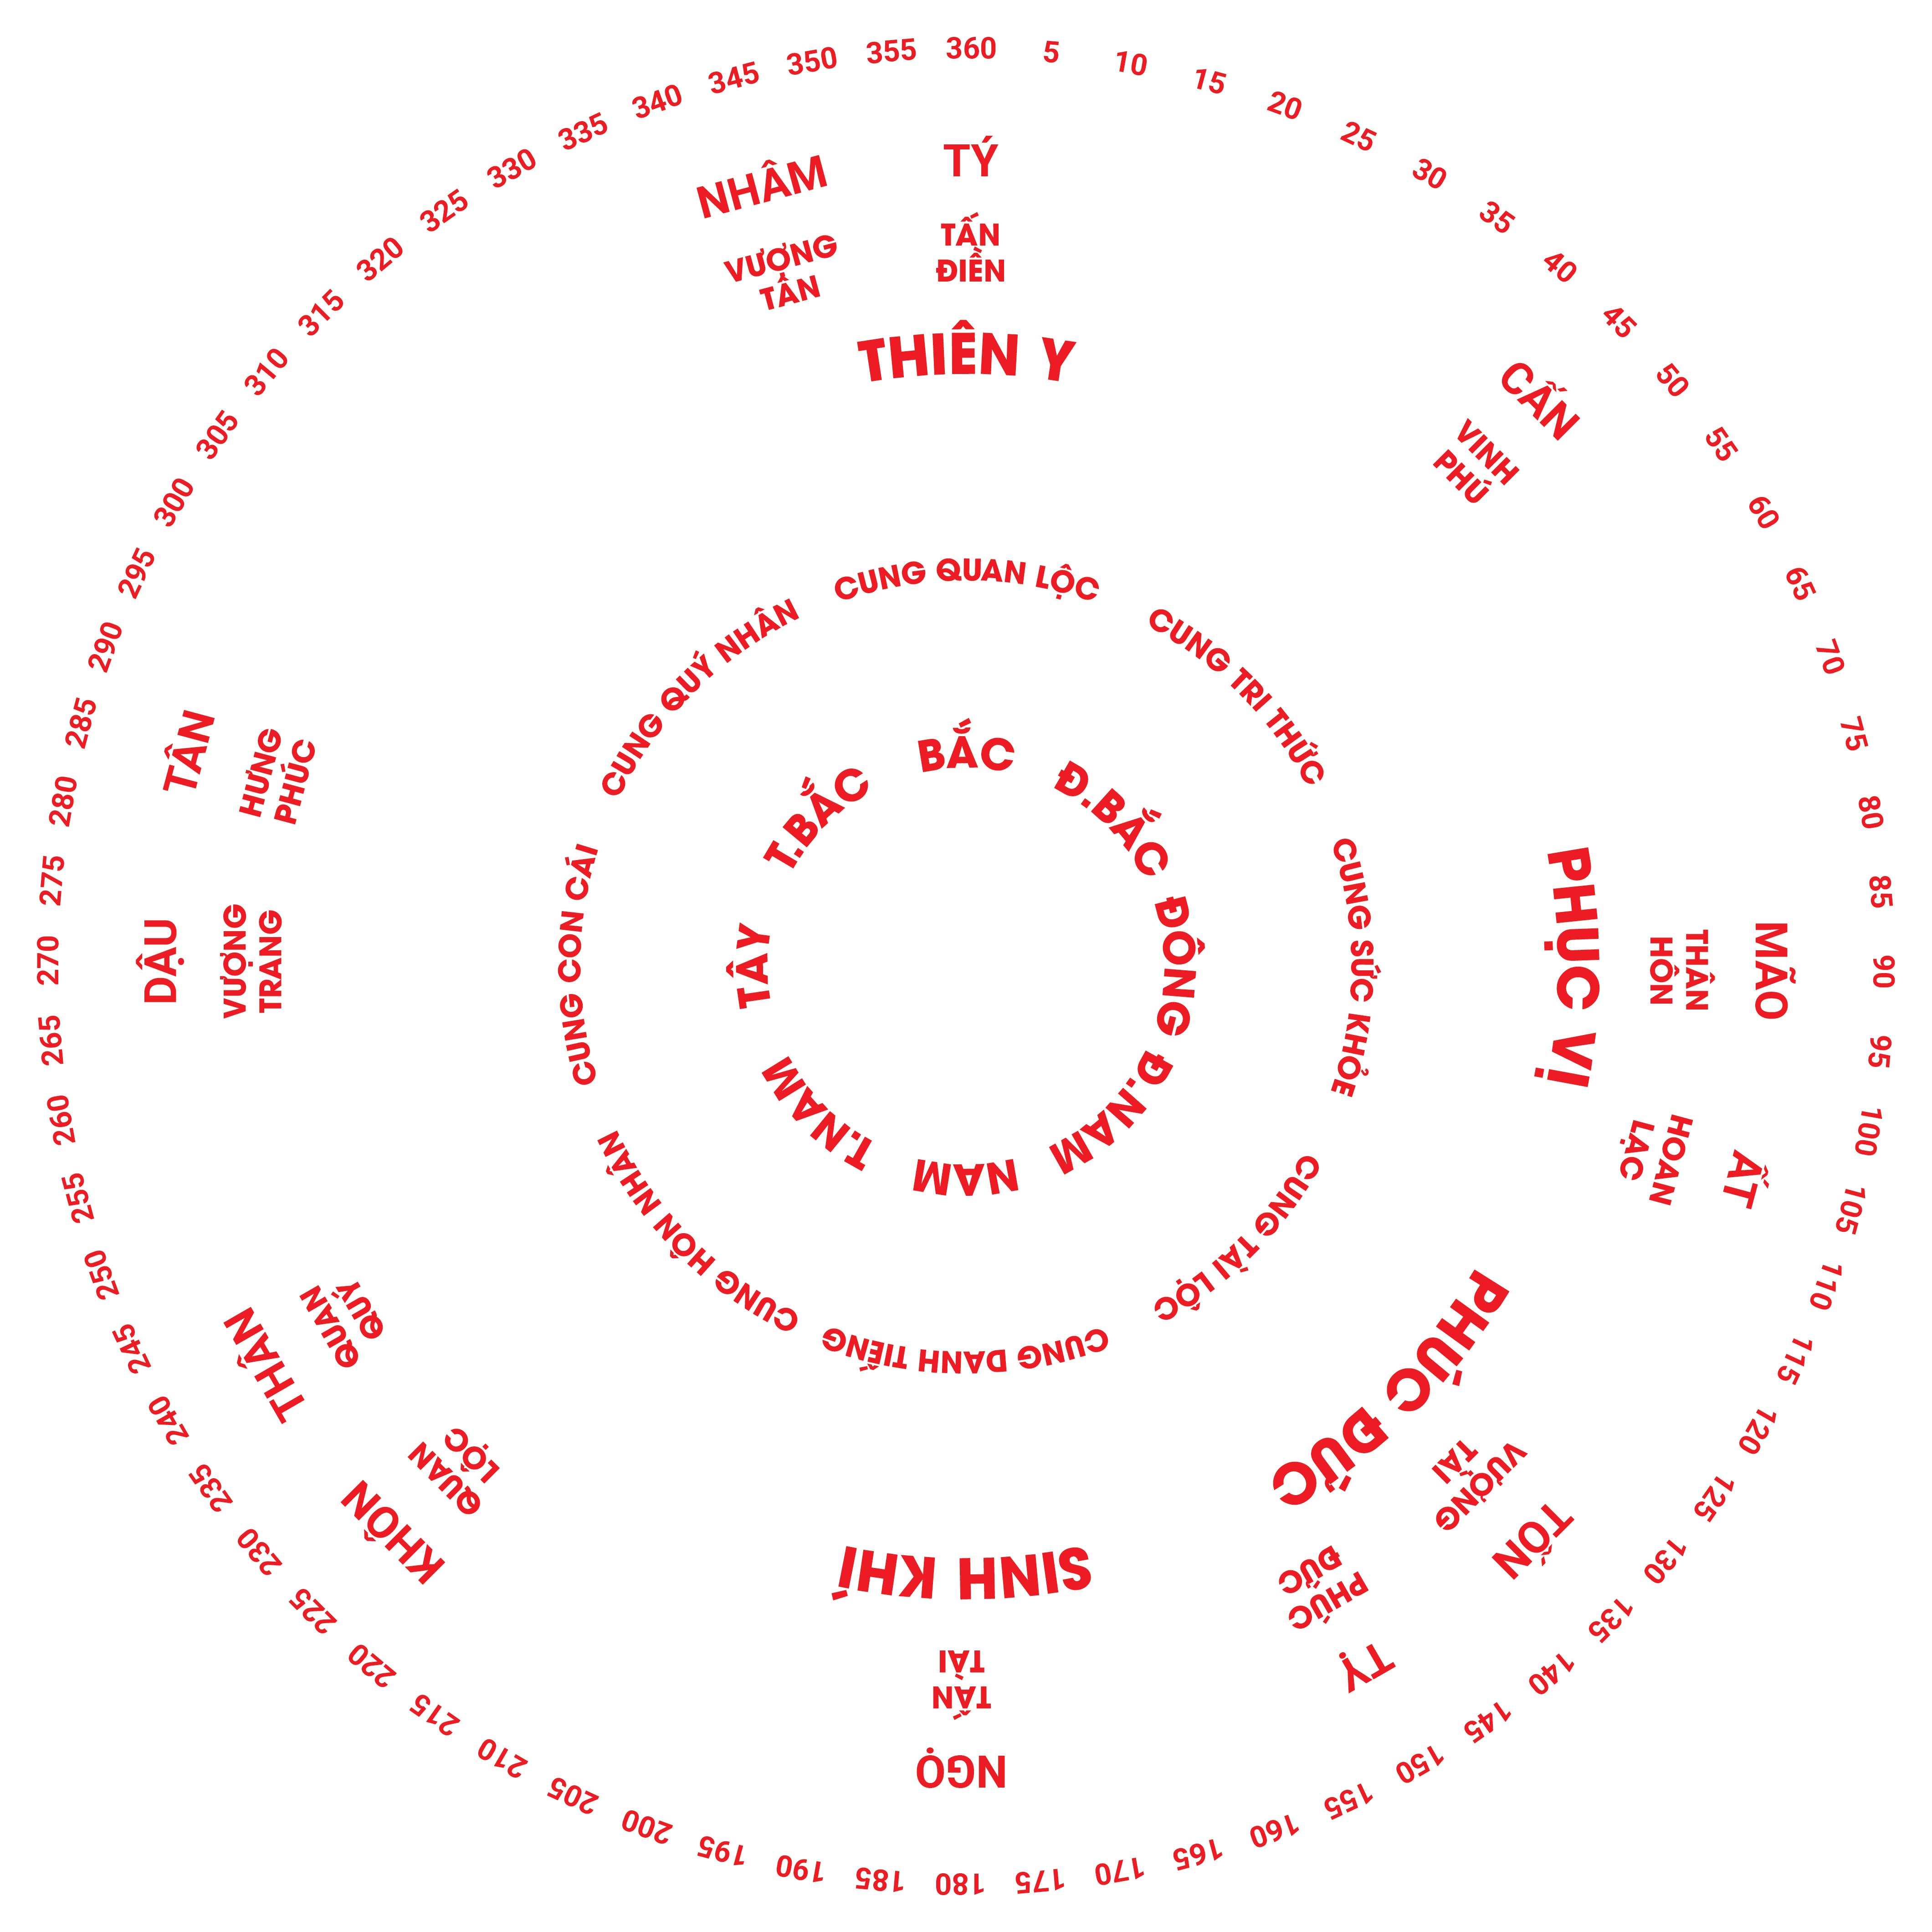 360
5
10
15
20
25
30
35
40
45
50
55
60
65
70
75
80
85
90
95
100
105
110
115
120
125
130
135
140
145
150
155
160
165
170
175
180
185
190
195
200
205
210
215
220
225
230
235
240
245
250
255
260
265
270
275
280
285
290
295
300
305
310
315
320
325
330
335
340
345
350
355
TÝ
TẤN
ĐIỀN
THIÊN Y
CẤN
VINH
PHÚ
MÃO
THÂN
HÔN
PHỤC VỊ
ẤT
HOAN
LẠC
TỐN
VƯỢNG
TÀI
PHÚC ĐỨC
TỴ
PHÚC
ĐỨC
NGỌ
TẤN
TÀI
SINH KHÍ
KHÔN
QUAN
LỘC
THÂN
QUAN
QUÝ
DẬU
VƯỢNG
TRANG
TÂN
HƯNG
PHÚC
NHÂM
VƯỢNG
TÀN
CUNG QUAN LỘC
CUNG TRI THỨC
CUNG SỨC KHỎE
CUNG TÀI LỘC
CUNG DANH TIẾNG
CUNG HÔN NHÂN
CUNG CON CÁI
CUNG QUÝ NHÂN
BẮC
Đ.BẮC
ĐÔNG
Đ.NAM
NAM
T.NAM
TÂY
T.BẮC